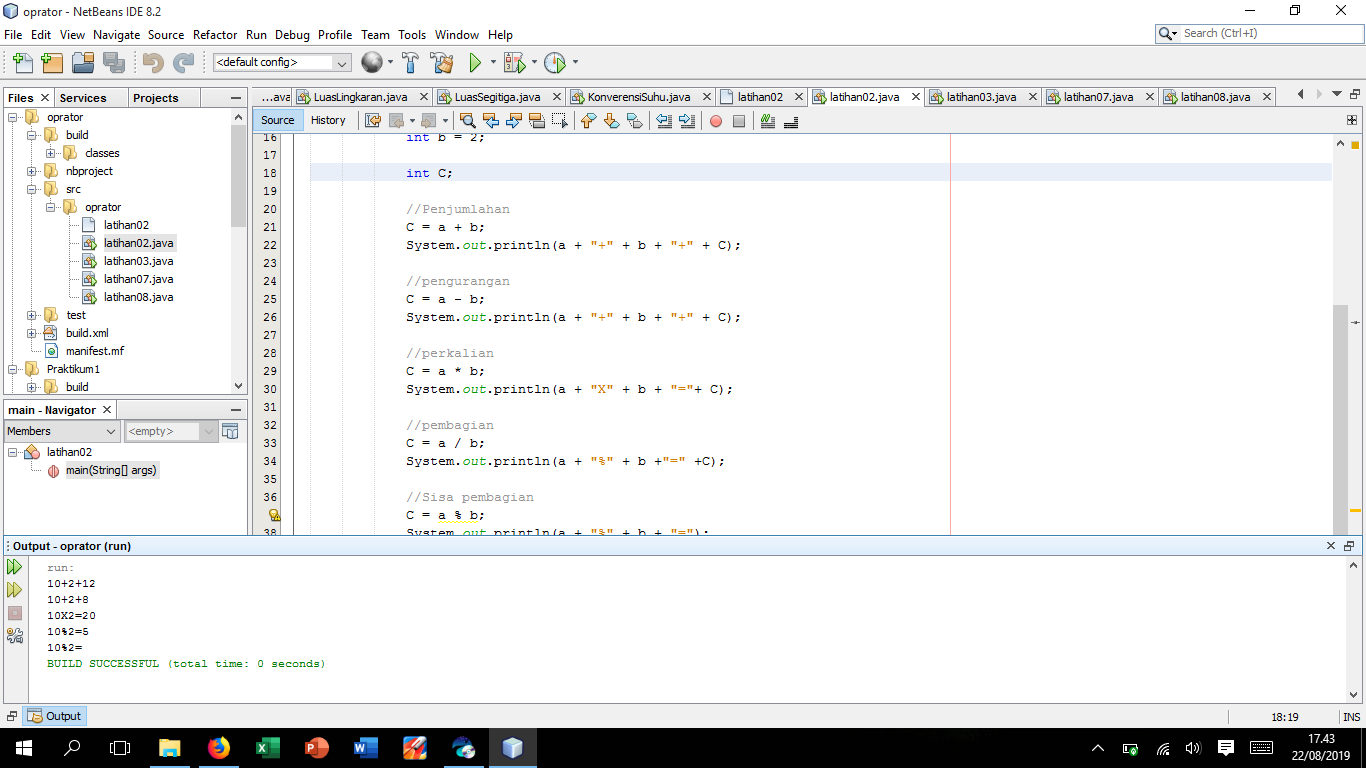 oprator - NetBeans IDE 8.2
File Edit View Navigate Source Refactor Run Debug Profile Team Tools Window Help
Search (Ctrl+I)
<default config>
Files Services Projects
...ava LuasLingkaran.java LuasSegitiga.java KonverensiSuhu.java latihan02 latihan02.java latihan03.java latihan07.java latihan08.java
Source History
oprator
build
classes
nbproject
src
oprator
latihan02
latihan02.java
latihan03.java
latihan07.java
latihan08.java
test
build.xml
manifest.mf
Praktikum1
build
main - Navigator
Members <empty>
latihan02
main(String[] args)
16 int b = 2;
17
18 int C;
19
20 //Penjumlahan
21 C = a + b;
22 System.out.println(a + "+" + b + "+" + C);
23
24 //pengurangan
25 C = a - b;
26 System.out.println(a + "+" + b + "+" + C);
27
28 //perkalian
29 C = a * b;
30 System.out.println(a + "X" + b + "="+ C);
31
32 //pembagian
33 C = a / b;
34 System.out.println(a + "%" + b +"=" +C);
35
36 //Sisa pembagian
C = a % b;
38 System.out.println(a + "%" + b + "=");
Output - oprator (run)
run:
10+2+12
10+2+8
10X2=20
10%2=5
10%2=
BUILD SUCCESSFUL (total time: 0 seconds)
Output
18:19 INS
17.43
22/08/2019